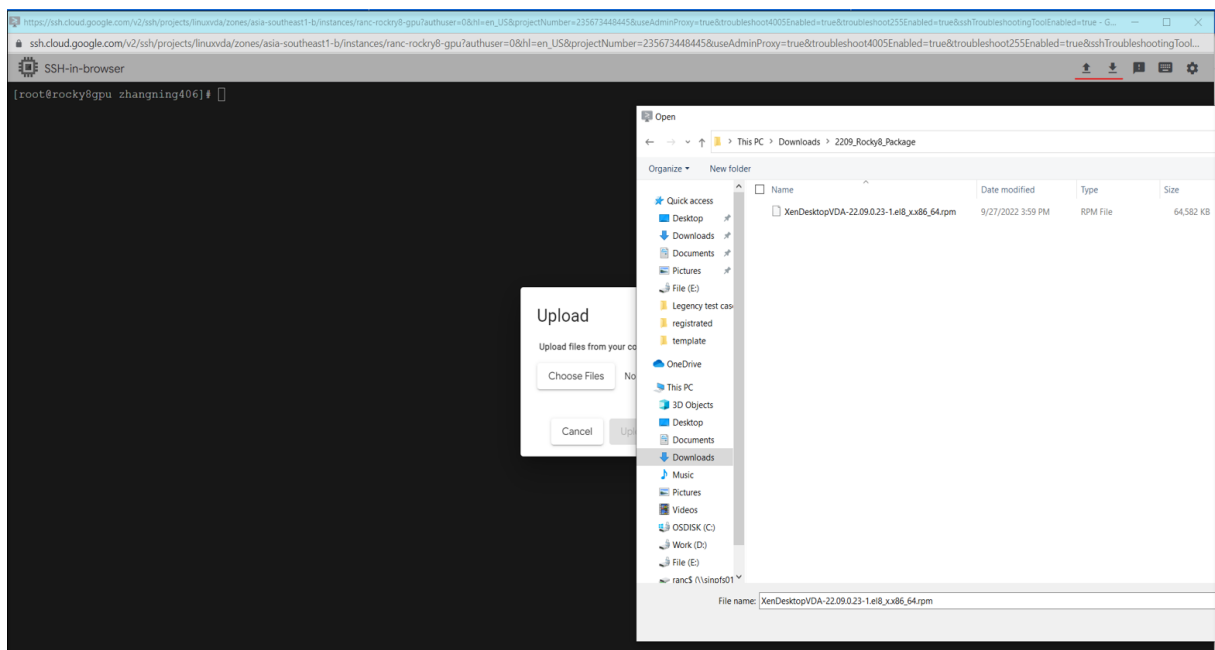 https://ssh.cloud.google.com/v2/ssh/projects/linuxvda/zones/asia-southeast1-b/instances/ranc-rockry8-gpu?authuser=0&hl=en_US&projectNumber=235673448445&useAdminProxy=true&troubleshoot4005Enabled=true&troubleshoot255Enabled=true&sshTroubleshootingToolEnabled=true - G...
ssh.cloud.google.com/v2/ssh/projects/linuxvda/zones/asia-southeast1-b/instances/ranc-rockry8-gpu?authuser=0&hl=en_US&projectNumber=235673448445&useAdminProxy=true&troubleshoot4005Enabled=true&troubleshoot255Enabled=true&sshTroubleshootingTool...
SSH-in-browser
[root@rocky8gpu zhangning406]#
Upload
Upload files from your co
Choose Files No
Cancel Upl
Open
This PC > Downloads > 2209_Rocky8_Package
Organize New folder
Quick access
Desktop
Downloads
Documents
Pictures
File (E:)
Legency test cas
registrated
template
OneDrive
This PC
3D Objects
Desktop
Documents
Downloads
Music
Pictures
Videos
OSDISK (C:)
Work (D:)
File (E:)
ranc$ (\\sinpfs01
Name Date modified Type Size
XenDesktopVDA-22.09.0.23-1.el8_x.x86_64.rpm 9/27/2022 3:59 PM RPM File 64,582 KB
File name: XenDesktopVDA-22.09.0.23-1.el8_x.x86_64.rpm